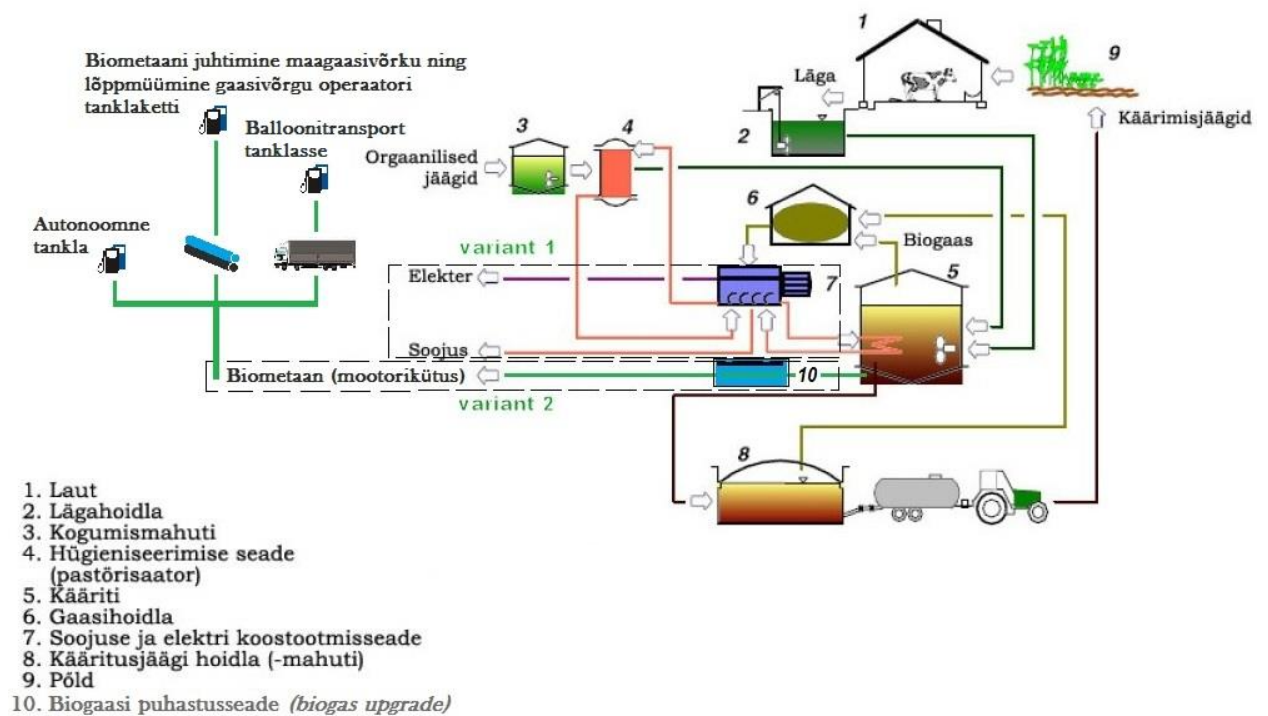 Biometaani juhtimine maagaasivõrku ning
lõppmüümine gaasivõrgu operaatori
tanklaketti
Balloonitransport
tanklasse
Autonoomne
tankla
1
Läga
9
Käärimisjäägid
2
3
4
Orgaanilised
jäägid
6
Biogaas
variant 1
Elekter
7
5
Soojus
Biometaan (mootorikütus)
10
variant 2
8
1. Laut
2. Lägahoidla
3. Kogumismahuti
4. Hügieniseerimise seade
(pastörisaator)
5. Kääriti
6. Gaasihoidla
7. Soojuse ja elektri koostootmisseade
8. Kääritusjäägi hoidla (-mahuti)
9. Põld
10. Biogaasi puhastusseade (biogas upgrade)